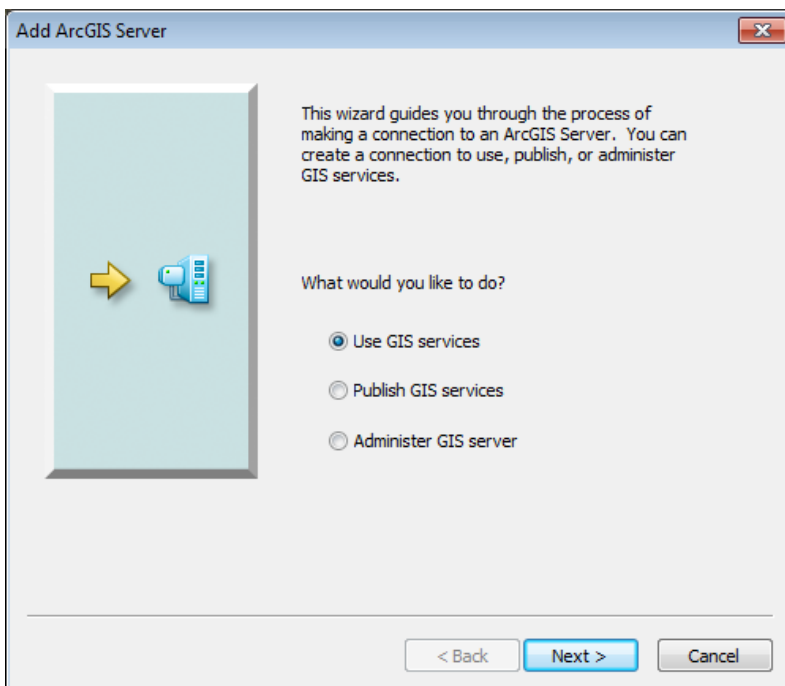 Add ArcGIS Server
This wizard guides you through the process of
making a connection to an ArcGIS Server.  You can
create a connection to use, publish, or administer
GIS services.
What would you like to do?
Use GIS services
Publish GIS services
Administer GIS server
< Back
Next >
Cancel